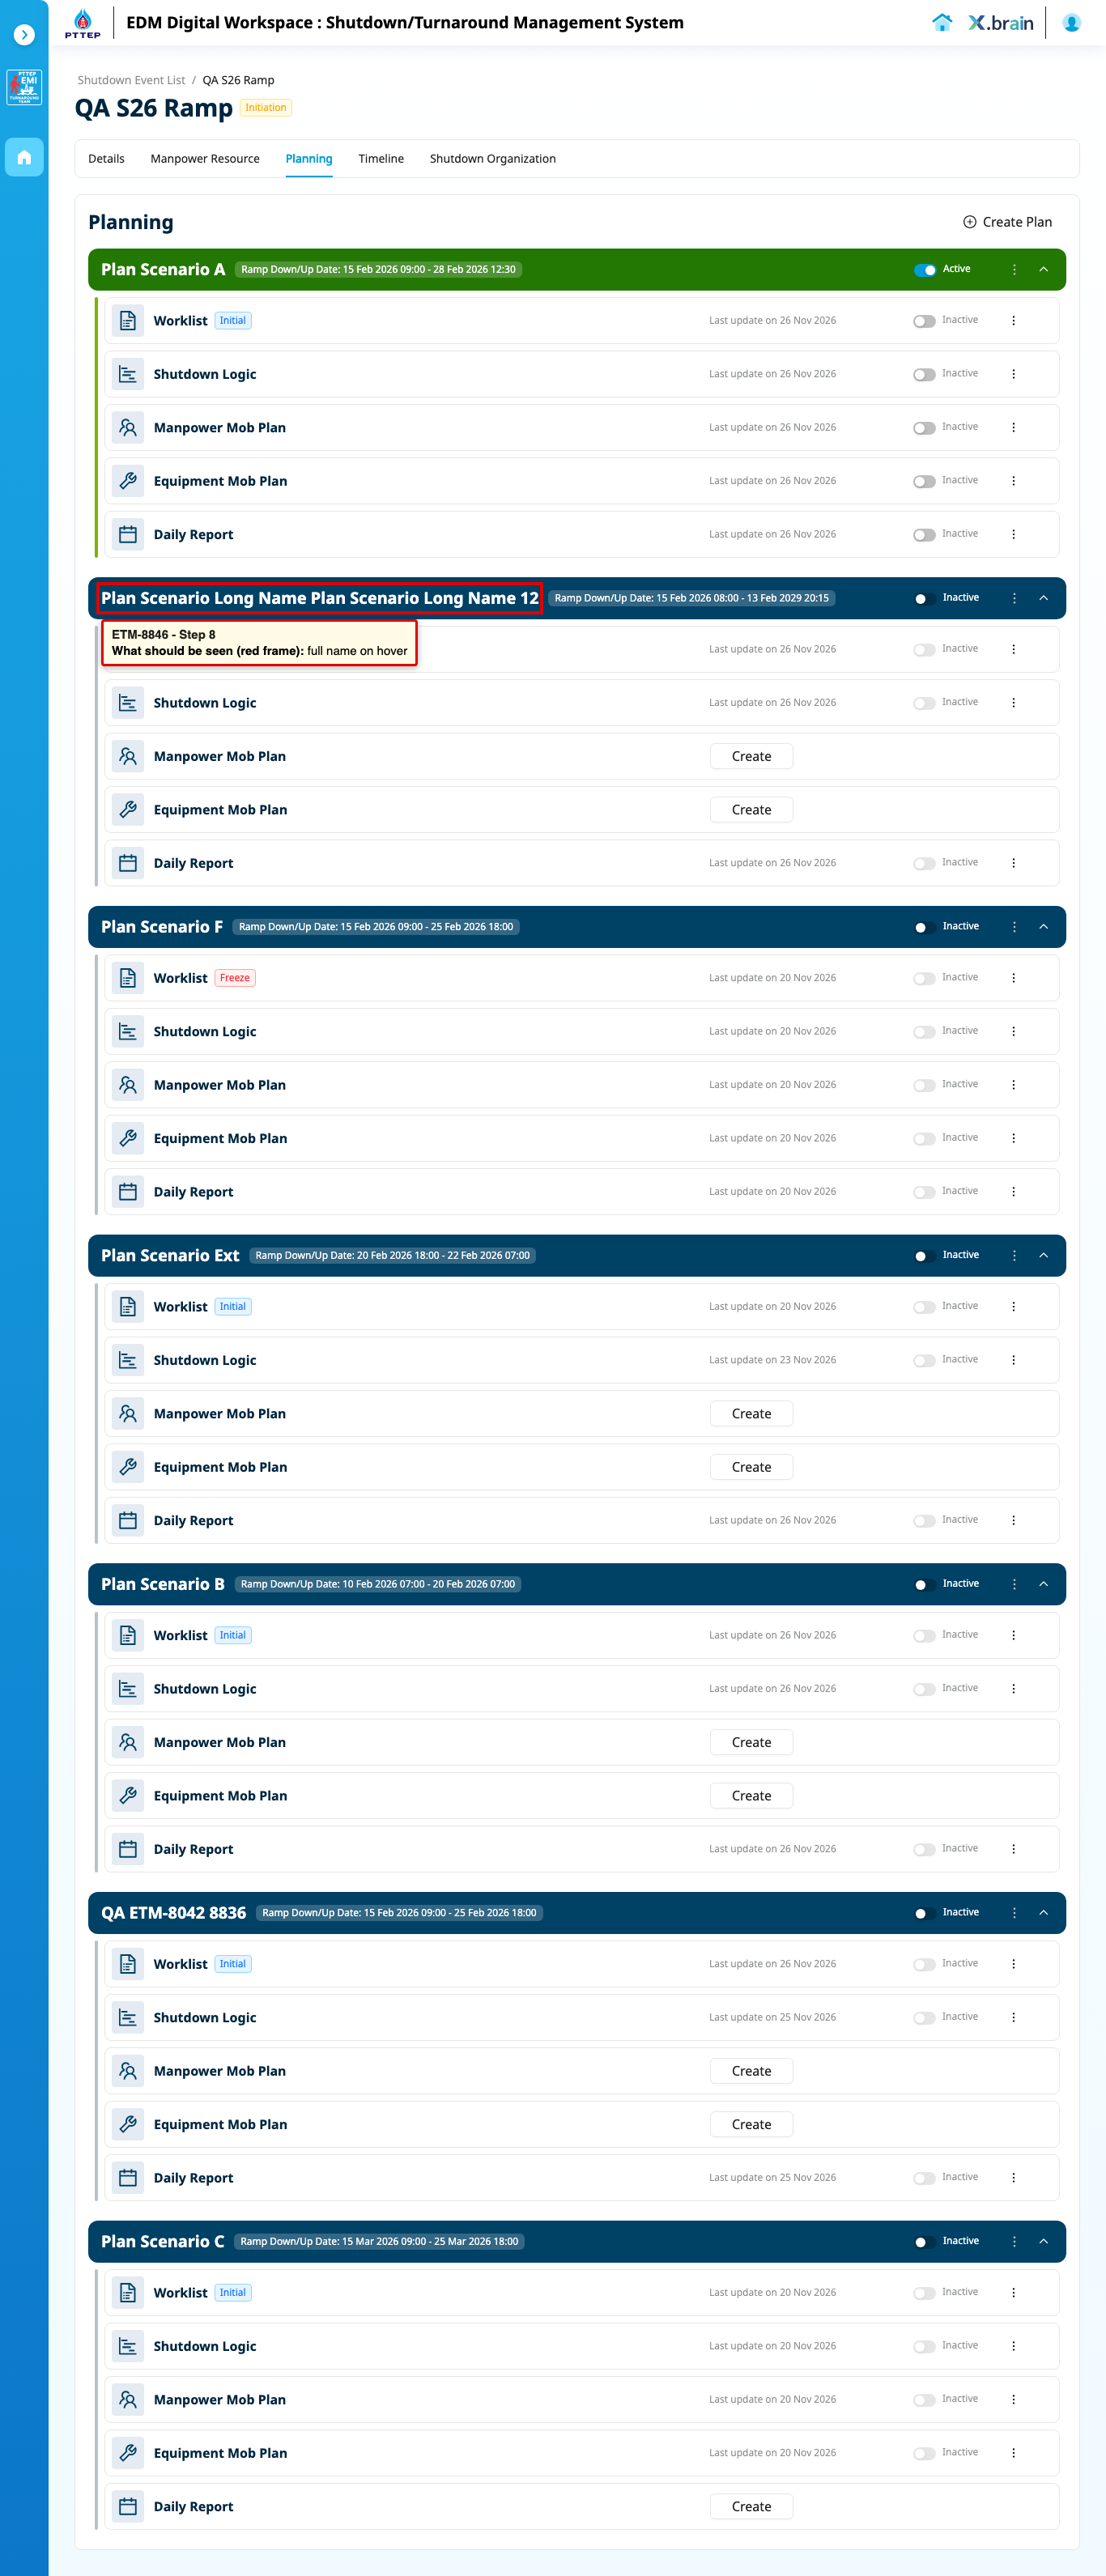 PTTEP
EDM Digital Workspace : Shutdown/Turnaround Management System
X.brain
PTTEP
EMI
TURNAROUND
TEAM
Shutdown Event List / QA S26 Ramp
QA S26 Ramp Initiation
Details Manpower Resource Planning Timeline Shutdown Organization
Planning Create Plan
Plan Scenario A Ramp Down/Up Date: 15 Feb 2026 09:00 - 28 Feb 2026 12:30 Active
Worklist Initial Last update on 26 Nov 2026 Inactive
Shutdown Logic Last update on 26 Nov 2026 Inactive
Manpower Mob Plan Last update on 26 Nov 2026 Inactive
Equipment Mob Plan Last update on 26 Nov 2026 Inactive
Daily Report Last update on 26 Nov 2026 Inactive
Plan Scenario Long Name Plan Scenario Long Name 12 Ramp Down/Up Date: 15 Feb 2026 08:00 - 13 Feb 2029 20:15 Inactive
ETM-8846 - Step 8
What should be seen (red frame): full name on hover
Last update on 26 Nov 2026 Inactive
Shutdown Logic Last update on 26 Nov 2026 Inactive
Manpower Mob Plan Create
Equipment Mob Plan Create
Daily Report Last update on 26 Nov 2026 Inactive
Plan Scenario F Ramp Down/Up Date: 15 Feb 2026 09:00 - 25 Feb 2026 18:00 Inactive
Worklist Freeze Last update on 20 Nov 2026 Inactive
Shutdown Logic Last update on 20 Nov 2026 Inactive
Manpower Mob Plan Last update on 20 Nov 2026 Inactive
Equipment Mob Plan Last update on 20 Nov 2026 Inactive
Daily Report Last update on 20 Nov 2026 Inactive
Plan Scenario Ext Ramp Down/Up Date: 20 Feb 2026 18:00 - 22 Feb 2026 07:00 Inactive
Worklist Initial Last update on 20 Nov 2026 Inactive
Shutdown Logic Last update on 23 Nov 2026 Inactive
Manpower Mob Plan Create
Equipment Mob Plan Create
Daily Report Last update on 26 Nov 2026 Inactive
Plan Scenario B Ramp Down/Up Date: 10 Feb 2026 07:00 - 20 Feb 2026 07:00 Inactive
Worklist Initial Last update on 26 Nov 2026 Inactive
Shutdown Logic Last update on 26 Nov 2026 Inactive
Manpower Mob Plan Create
Equipment Mob Plan Create
Daily Report Last update on 26 Nov 2026 Inactive
QA ETM-8042 8836 Ramp Down/Up Date: 15 Feb 2026 09:00 - 25 Feb 2026 18:00 Inactive
Worklist Initial Last update on 26 Nov 2026 Inactive
Shutdown Logic Last update on 25 Nov 2026 Inactive
Manpower Mob Plan Create
Equipment Mob Plan Create
Daily Report Last update on 25 Nov 2026 Inactive
Plan Scenario C Ramp Down/Up Date: 15 Mar 2026 09:00 - 25 Mar 2026 18:00 Inactive
Worklist Initial Last update on 20 Nov 2026 Inactive
Shutdown Logic Last update on 20 Nov 2026 Inactive
Manpower Mob Plan Last update on 20 Nov 2026 Inactive
Equipment Mob Plan Last update on 20 Nov 2026 Inactive
Daily Report Create